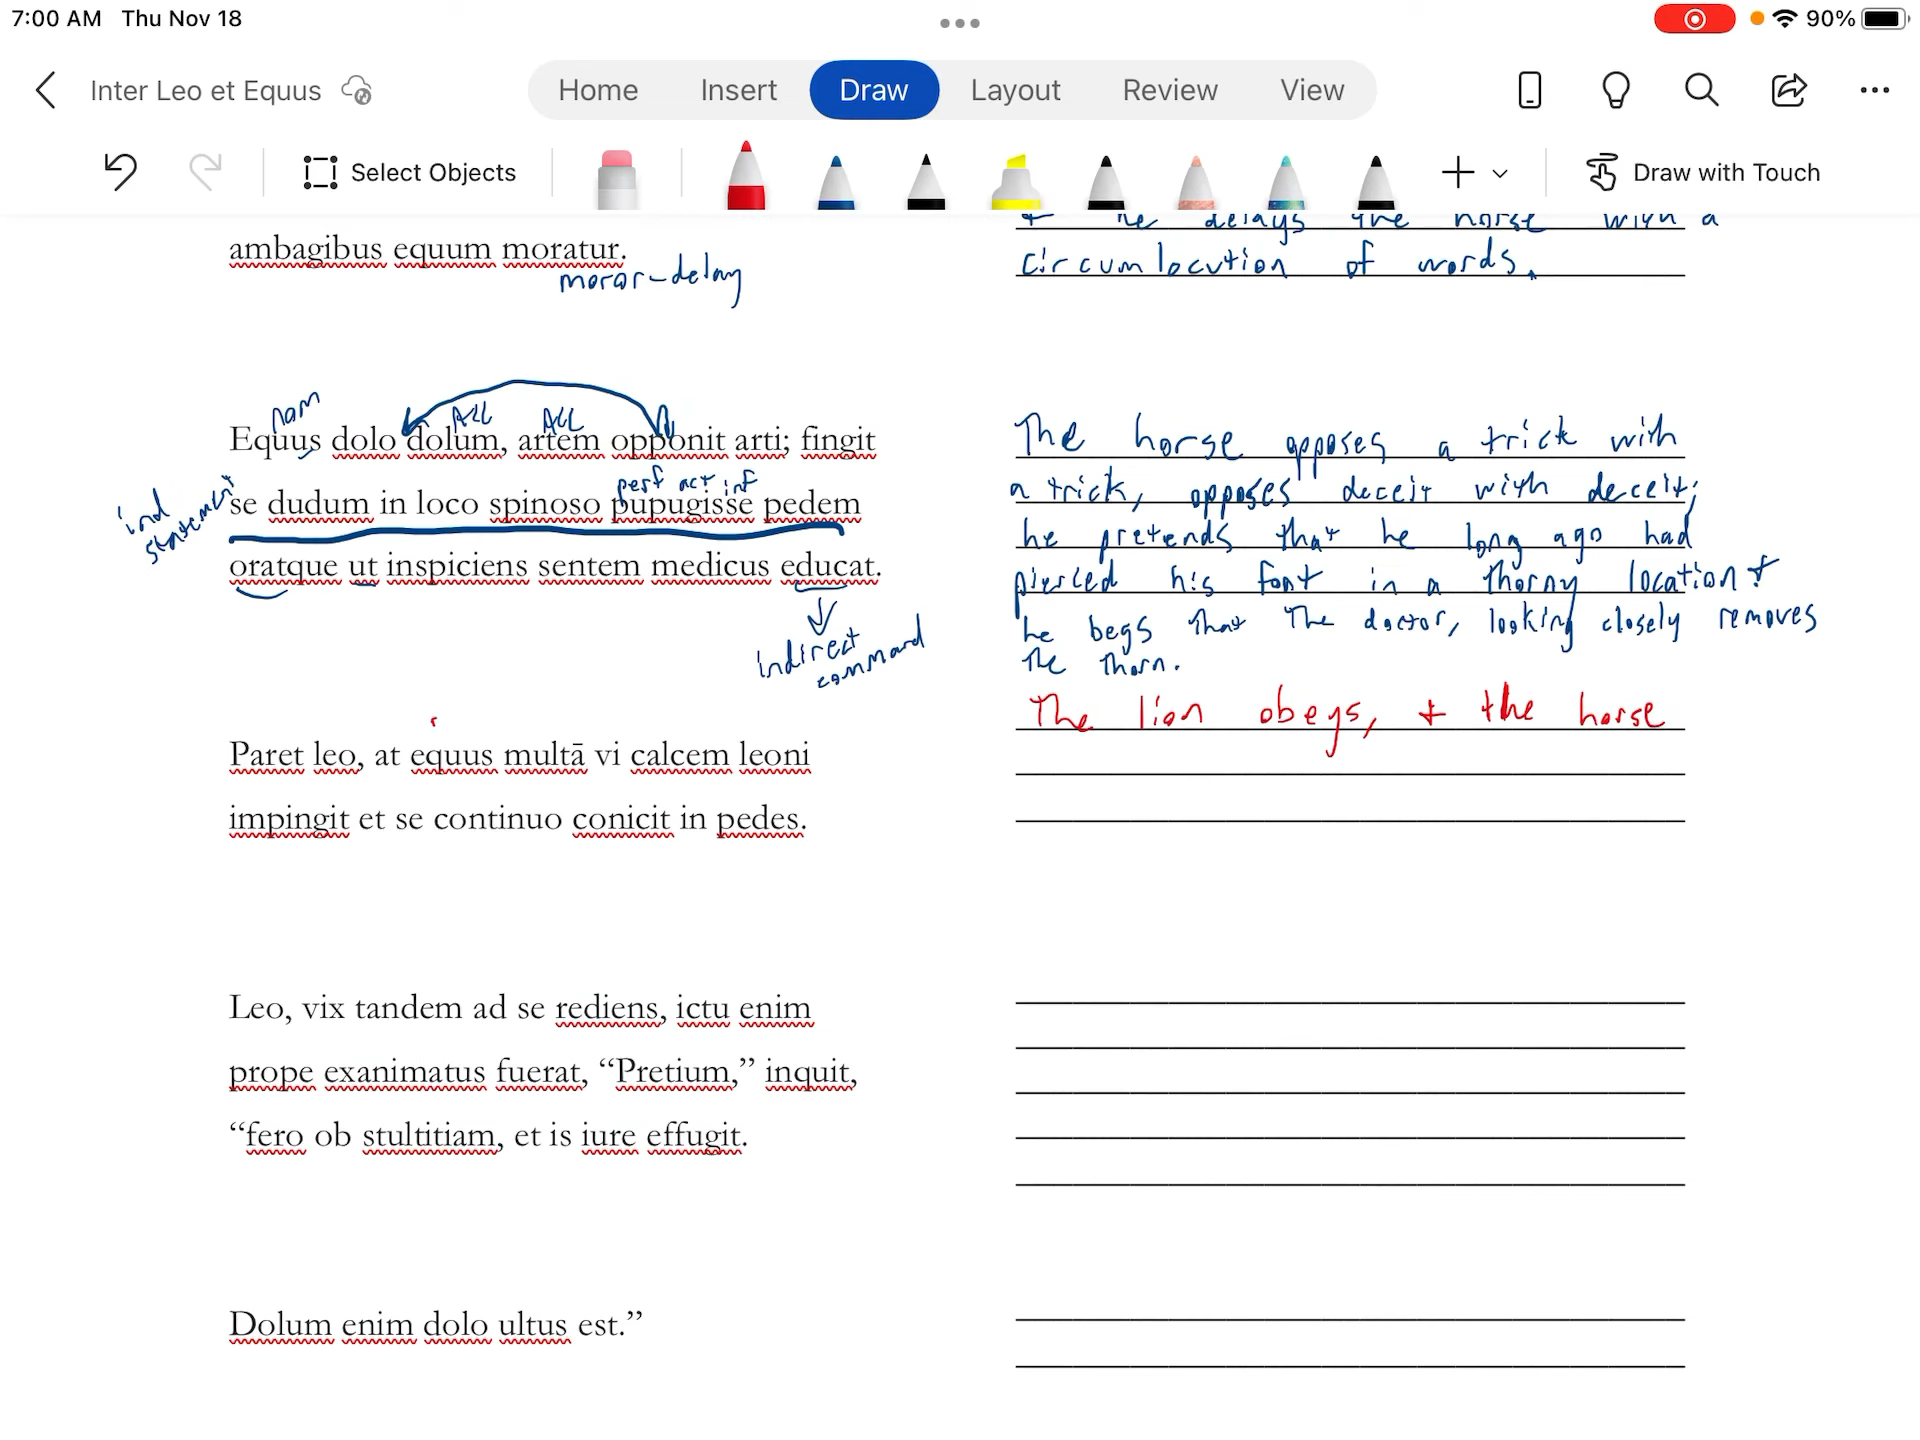 7:00 AM Thu Nov 18
90%
Inter Leo et Equus
Home Insert Draw Layout Review View
Select Objects
Draw with Touch
ambagibus equum moratur.
moror-delay
+ he delays the horse with a
circumlocution of words.
nom ACC ACC
Equus dolo dolum, artem opponit arti; fingit
perf act inf
ind statement
se dudum in loco spinoso pupugisse pedem
oratque ut inspiciens sentem medicus educat.
indirect command
The horse opposes a trick with
a trick, opposes deceit with deceit;
he pretends that he long ago had
pierced his foot in a thorny location +
he begs that the doctor, looking closely removes
the thorn.
The lion obeys, + the horse
Paret leo, at equus multā vi calcem leoni
impingit et se continuo conicit in pedes.
Leo, vix tandem ad se rediens, ictu enim
prope exanimatus fuerat, “Pretium,” inquit,
“fero ob stultitiam, et is iure effugit.
Dolum enim dolo ultus est.”